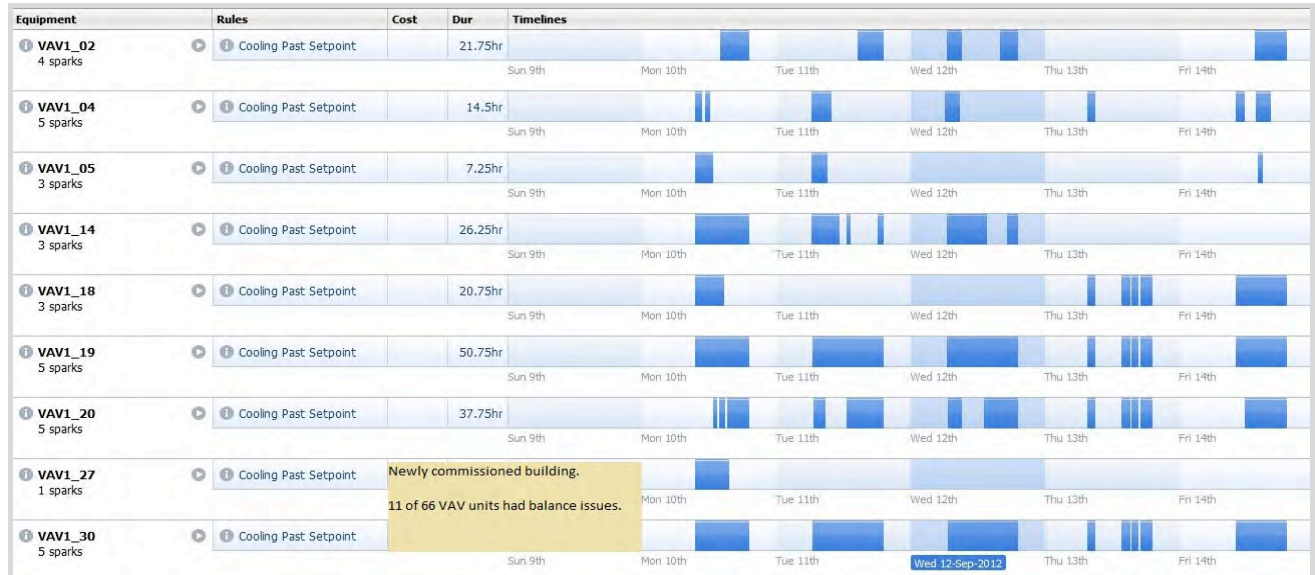 Equipment Rules Cost Dur Timelines
VAV1_02 Cooling Past Setpoint 21.75hr
4 sparks
Sun 9th Mon 10th Tue 11th Wed 12th Thu 13th Fri 14th
VAV1_04 Cooling Past Setpoint 14.5hr
5 sparks
Sun 9th Mon 10th Tue 11th Wed 12th Thu 13th Fri 14th
VAV1_05 Cooling Past Setpoint 7.25hr
3 sparks
Sun 9th Mon 10th Tue 11th Wed 12th Thu 13th Fri 14th
VAV1_14 Cooling Past Setpoint 26.25hr
3 sparks
Sun 9th Mon 10th Tue 11th Wed 12th Thu 13th Fri 14th
VAV1_18 Cooling Past Setpoint 20.75hr
3 sparks
Sun 9th Mon 10th Tue 11th Wed 12th Thu 13th Fri 14th
VAV1_19 Cooling Past Setpoint 50.75hr
5 sparks
Sun 9th Mon 10th Tue 11th Wed 12th Thu 13th Fri 14th
VAV1_20 Cooling Past Setpoint 37.75hr
5 sparks
Sun 9th Mon 10th Tue 11th Wed 12th Thu 13th Fri 14th
VAV1_27 Cooling Past Setpoint
1 sparks
Newly commissioned building.
11 of 66 VAV units had balance issues.
Mon 10th Tue 11th Wed 12th Thu 13th Fri 14th
VAV1_30 Cooling Past Setpoint
5 sparks
Sun 9th Mon 10th Tue 11th Wed 12-Sep-2012 Thu 13th Fri 14th